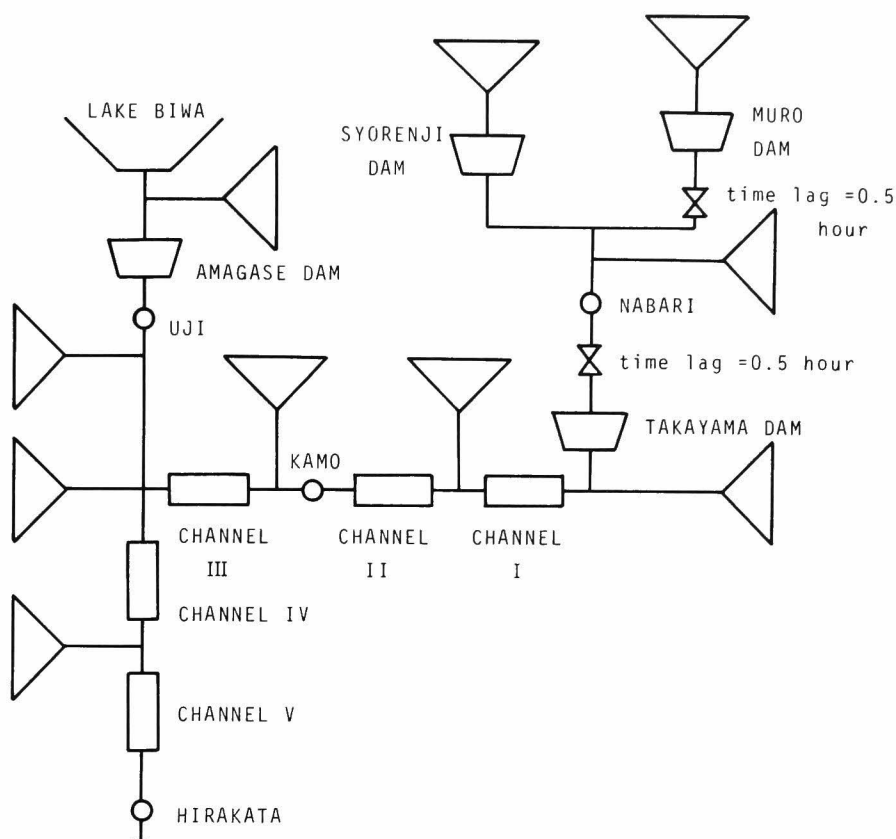 LAKE BIWA
SYORENJI
DAM
MURO
DAM
time lag =0.5
hour
AMAGASE DAM
UJI
NABARI
time lag =0.5 hour
TAKAYAMA DAM
KAMO
CHANNEL
III
CHANNEL
II
CHANNEL
I
CHANNEL IV
CHANNEL V
HIRAKATA